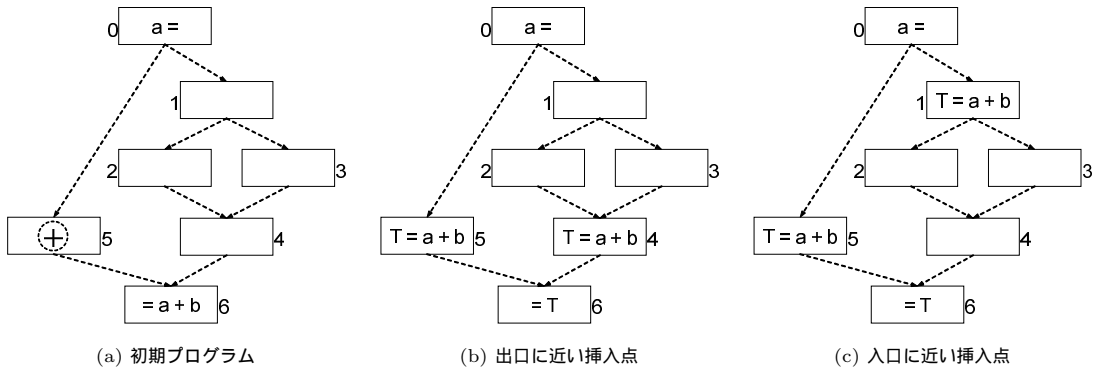 0 a =
1
2 3
+ 5 4
= a + b 6
(a) 初期プログラム
0 a =
1
2 3
T = a + b 5 T = a + b 4
= T 6
(b) 出口に近い挿入点
0 a =
1 T = a + b
2 3
T = a + b 5 4
= T 6
(c) 入口に近い挿入点